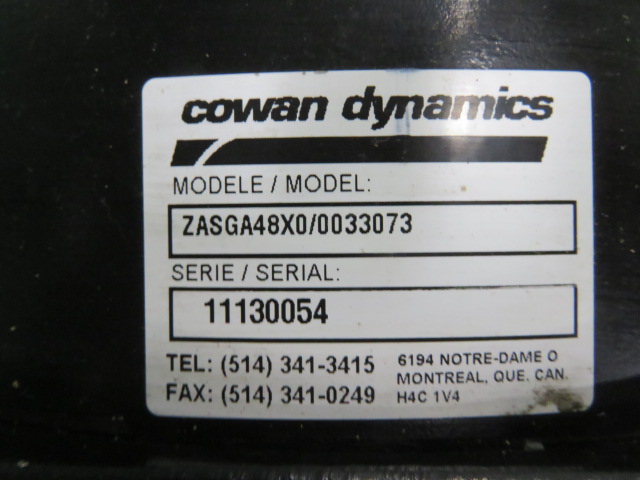 cowan dynamics
MODELE / MODEL:
ZASGA48X0/0033073
SERIE / SERIAL:
11130054
TEL: (514) 341-3415
FAX: (514) 341-0249
6194 NOTRE-DAME O
MONTREAL, QUE, CAN.
H4C 1V4